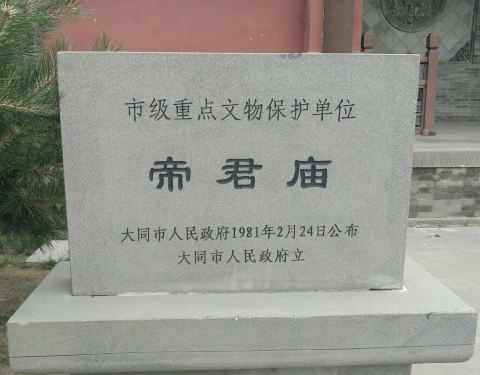 市级重点文物保护单位
帝君庙
大同市人民政府1981年2月24日公布
大同市人民政府立